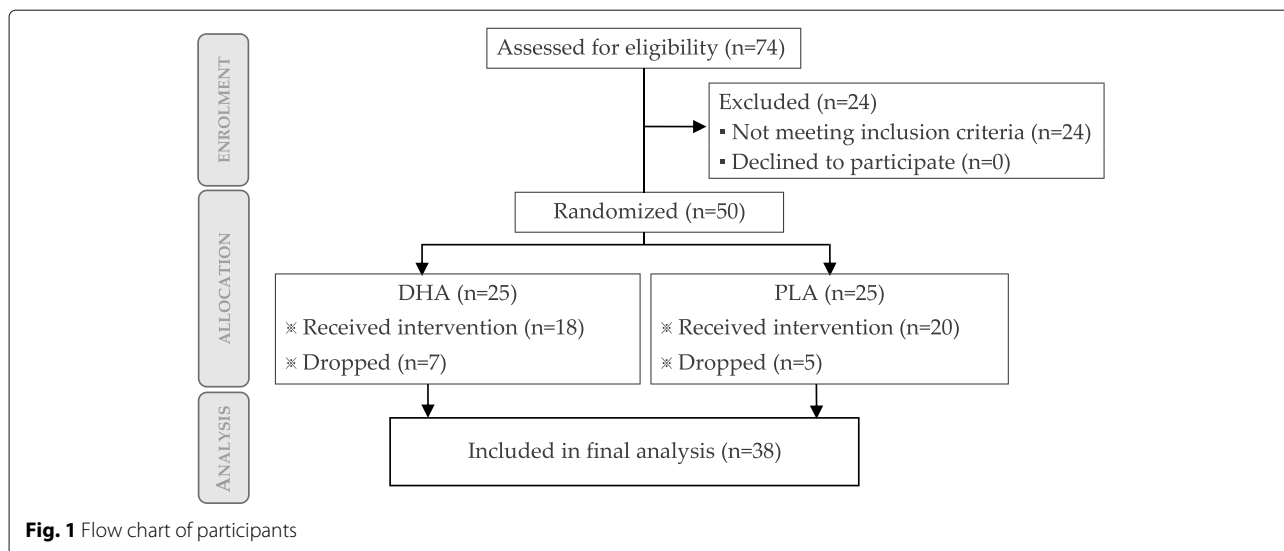 ENROLMENT
Assessed for eligibility (n=74)
Excluded (n=24)
▪ Not meeting inclusion criteria (n=24)
▪ Declined to participate (n=0)
ALLOCATION
Randomized (n=50)
DHA (n=25)
※ Received intervention (n=18)
※ Dropped (n=7)
PLA (n=25)
※ Received intervention (n=20)
※ Dropped (n=5)
ANALYSIS
Included in final analysis (n=38)
Fig. 1 Flow chart of participants